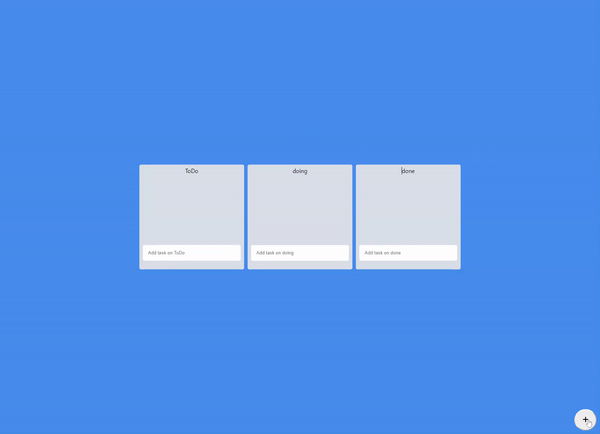 ToDo
doing
done
Add task on ToDo
Add task on doing
Add task on done
+